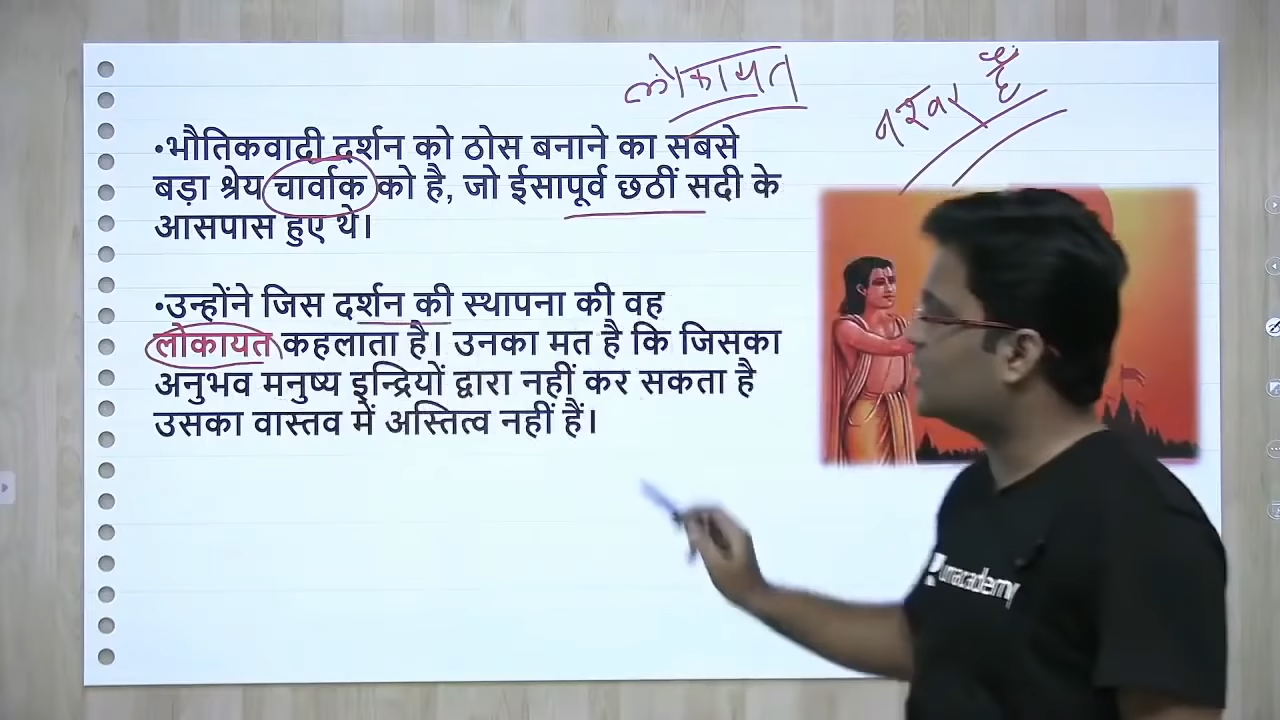 लोकायत
नश्वर है
•भौतिकवादी दर्शन को ठोस बनाने का सबसे
बड़ा श्रेय चार्वाक को है, जो ईसापूर्व छठीं सदी के
आसपास हुए थे।
•उन्होंने जिस दर्शन की स्थापना की वह
लोकायत कहलाता है। उनका मत है कि जिसका
अनुभव मनुष्य इन्द्रियों द्वारा नहीं कर सकता है
उसका वास्तव में अस्तित्व नहीं हैं।
unacademy